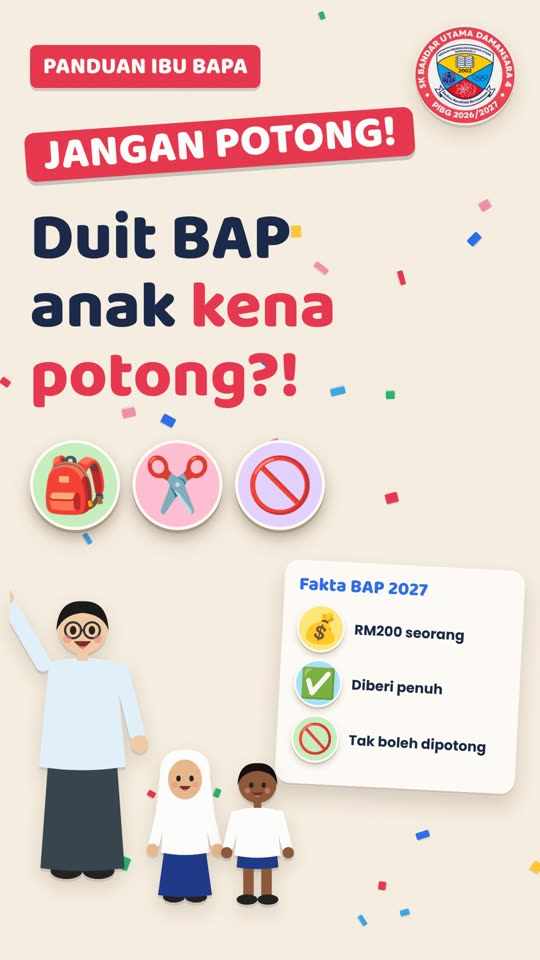 PANDUAN IBU BAPA
SK BANDAR UTAMA DAMANSARA 4
2002
PIBG 2026/2027
JANGAN POTONG!
Duit BAP
anak kena
potong?!
Fakta BAP 2027
RM200 seorang
Diberi penuh
Tak boleh dipotong